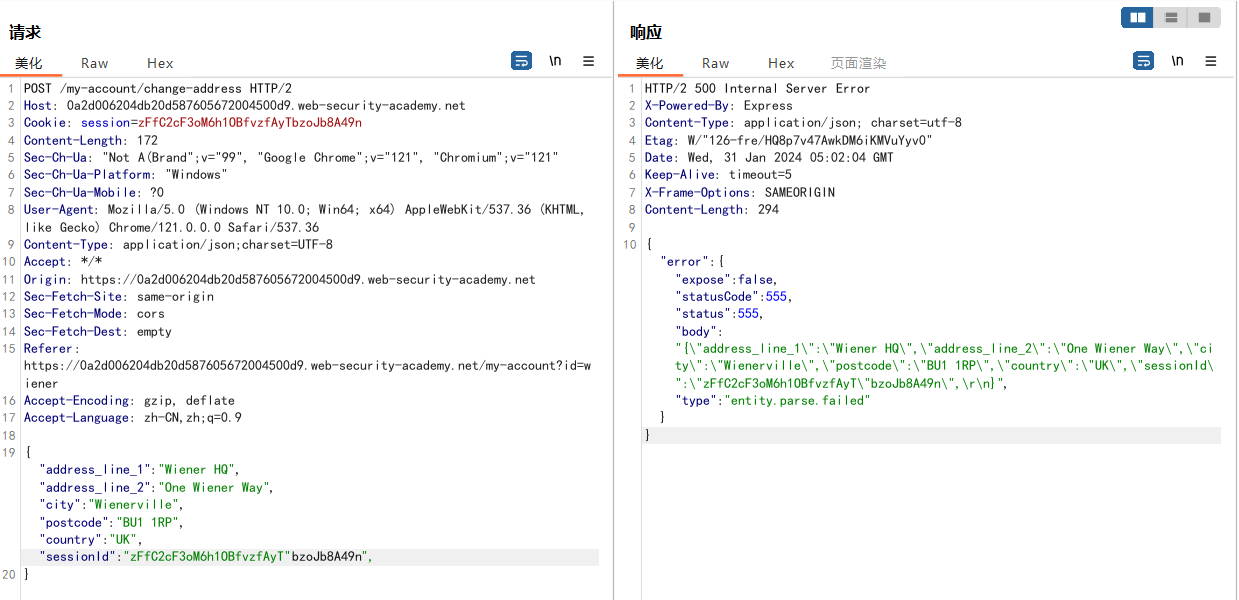 请求
美化 Raw Hex \n
1 POST /my-account/change-address HTTP/2
2 Host: 0a2d006204db20d587605672004500d9.web-security-academy.net
3 Cookie: session=zFfC2cF3oM6h1OBfvzfAyTbzoJb8A49n
4 Content-Length: 172
5 Sec-Ch-Ua: "Not A(Brand";v="99", "Google Chrome";v="121", "Chromium";v="121"
6 Sec-Ch-Ua-Platform: "Windows"
7 Sec-Ch-Ua-Mobile: ?0
8 User-Agent: Mozilla/5.0 (Windows NT 10.0; Win64; x64) AppleWebKit/537.36 (KHTML,
like Gecko) Chrome/121.0.0.0 Safari/537.36
9 Content-Type: application/json;charset=UTF-8
10 Accept: */*
11 Origin: https://0a2d006204db20d587605672004500d9.web-security-academy.net
12 Sec-Fetch-Site: same-origin
13 Sec-Fetch-Mode: cors
14 Sec-Fetch-Dest: empty
15 Referer:
https://0a2d006204db20d587605672004500d9.web-security-academy.net/my-account?id=w
iener
16 Accept-Encoding: gzip, deflate
17 Accept-Language: zh-CN,zh;q=0.9
18
19 {
"address_line_1":"Wiener HQ",
"address_line_2":"One Wiener Way",
"city":"Wienerville",
"postcode":"BU1 1RP",
"country":"UK",
"sessionId":"zFfC2cF3oM6h1OBfvzfAyT"bzoJb8A49n",
20 }
响应
美化 Raw Hex 页面渲染 \n
1 HTTP/2 500 Internal Server Error
2 X-Powered-By: Express
3 Content-Type: application/json; charset=utf-8
4 Etag: W/"126-fre/HQ8p7v47AwkDM6iKMVuYyv0"
5 Date: Wed, 31 Jan 2024 05:02:04 GMT
6 Keep-Alive: timeout=5
7 X-Frame-Options: SAMEORIGIN
8 Content-Length: 294
9
10 {
"error":{
"expose":false,
"statusCode":555,
"status":555,
"body":
"{\"address_line_1\":\"Wiener HQ\",\"address_line_2\":\"One Wiener Way\",\"ci
ty\":\"Wienerville\",\"postcode\":\"BU1 1RP\",\"country\":\"UK\",\"sessionId\
":\"zFfC2cF3oM6h1OBfvzfAyT\"bzoJb8A49n\",\r\n}",
"type":"entity.parse.failed"
}
}